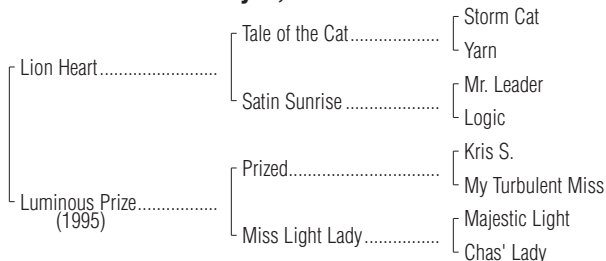 Storm Cat
Tale of the Cat...................
Yarn
Lion Heart.........................
Mr. Leader
Satin Sunrise ....................
Logic
Kris S.
Prized................................
My Turbulent Miss
Luminous Prize.................
(1995)
Majestic Light
Miss Light Lady................
Chas' Lady